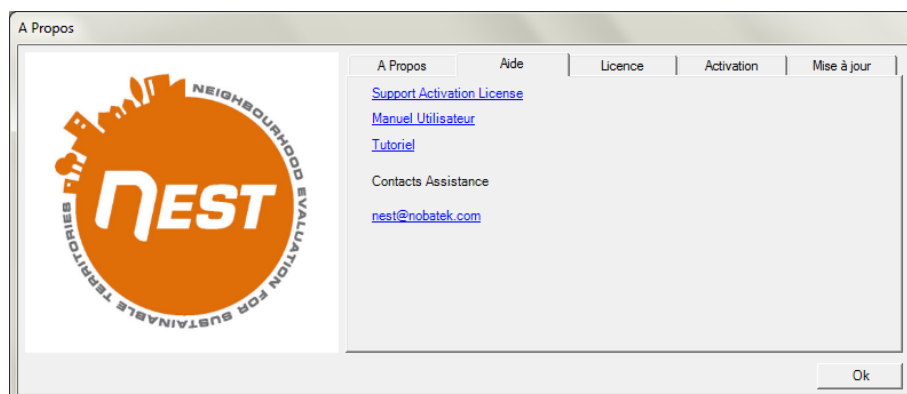 A Propos
NEIGHBOURHOOD EVALUATION FOR SUSTAINABLE TERRITORIES
nEST
A Propos Aide Licence Activation Mise à jour
Support Activation License
Manuel Utilisateur
Tutoriel
Contacts Assistance
nest@nobatek.com
Ok